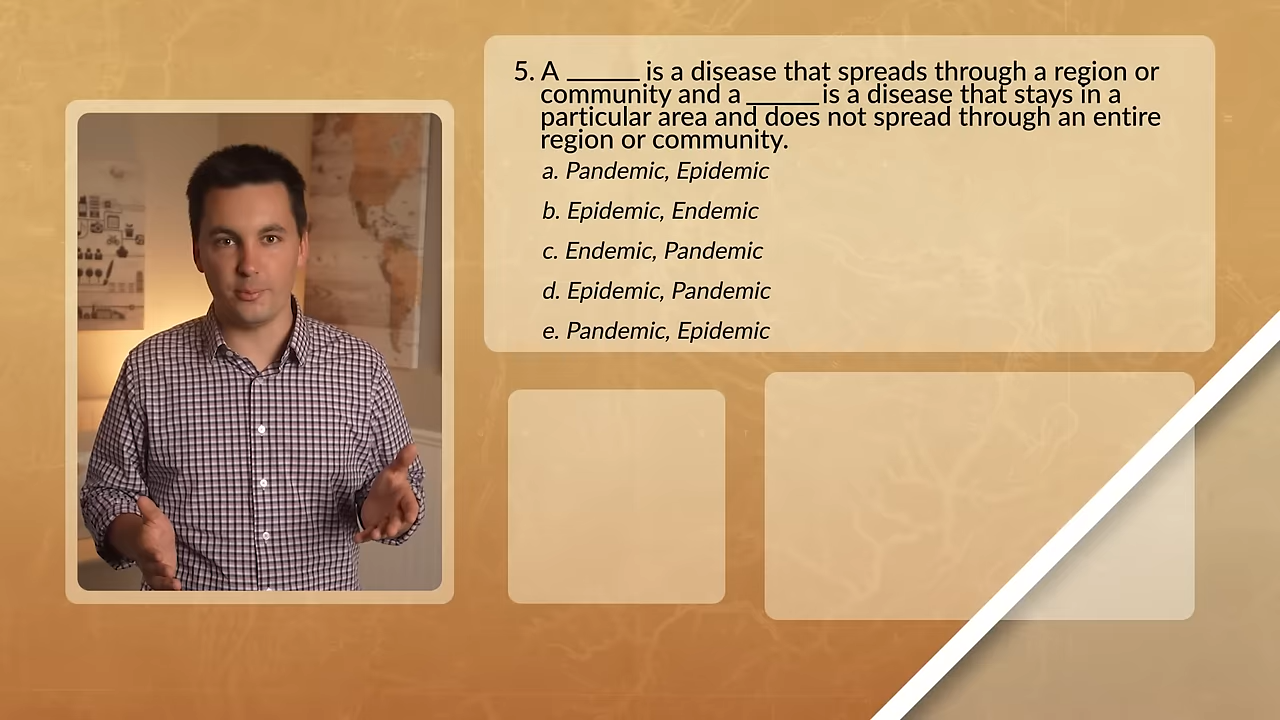 5. A ______ is a disease that spreads through a region or
community and a ______ is a disease that stays in a
particular area and does not spread through an entire
region or community.
a. Pandemic, Epidemic
b. Epidemic, Endemic
c. Endemic, Pandemic
d. Epidemic, Pandemic
e. Pandemic, Epidemic